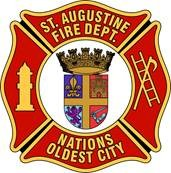 ST. AUGUSTINE
FIRE DEPT.
NATIONS
OLDEST CITY